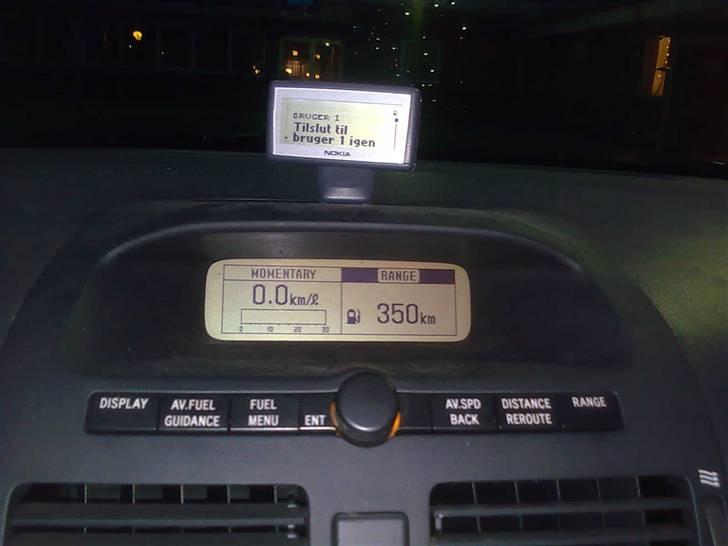 BRUGER 1
Tilslut til
bruger 1 igen
NOKIA
MOMENTARY
RANGE
0.0km/ℓ
350km
0 10 20 30
DISPLAY
AV.FUEL
GUIDANCE
FUEL
MENU
ENT
AV.SPD
BACK
DISTANCE
REROUTE
RANGE